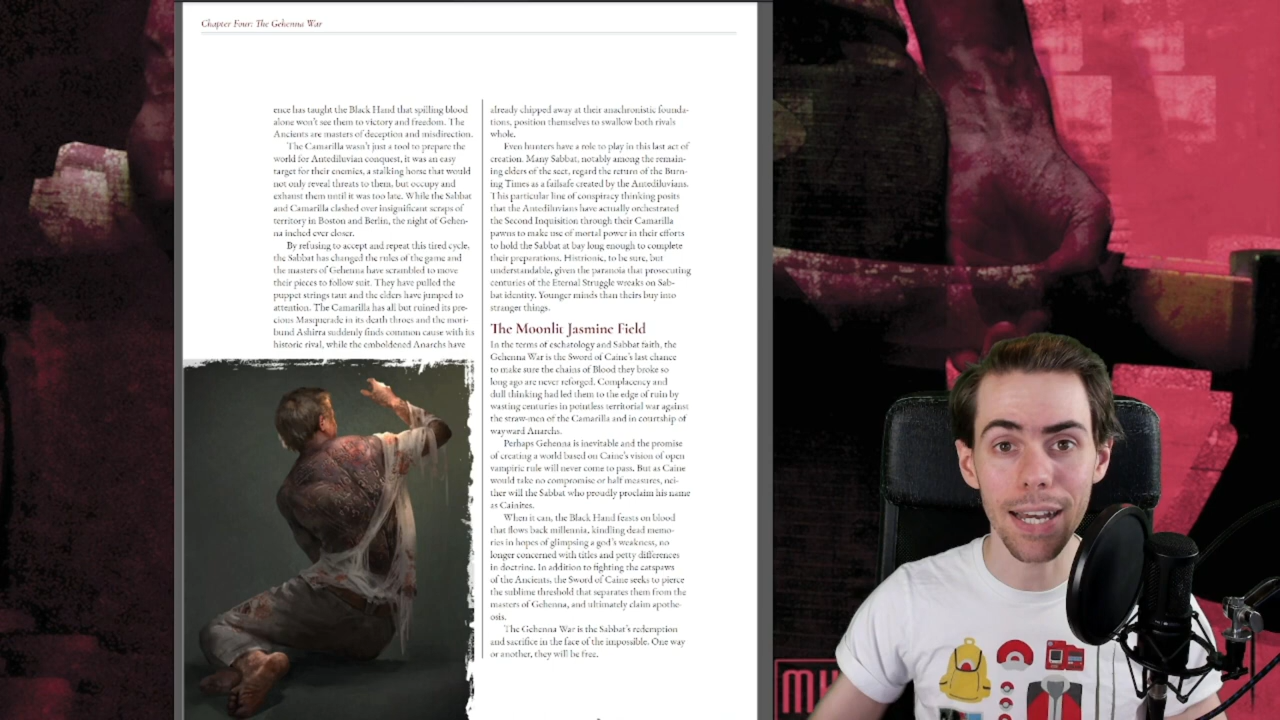 Chapter Four: The Gehenna War
ence has taught the Black Hand that spilling blood
alone won't see them to victory and freedom. The
Ancients are masters of deception and misdirection.
The Camarilla wasn't just a tool to prepare the
world for Antediluvian conquest, it was an easy
target for their enemies, a stalking horse that would
not only reveal threats to them, but occupy and
exhaust them until it was too late. While the Sabbat
and Camarilla clashed over insignificant scraps of
territory in Boston and Berlin, the night of Gehen-
na inched ever closer.
By refusing to accept and repeat this tired cycle,
the Sabbat has changed the rules of the game and
the masters of Gehenna have scrambled to move
their pieces to follow suit. They have pulled the
puppet strings taut and the elders have jumped to
attention. The Camarilla has all but ruined its pre-
cious Masquerade in its death throes and the mori-
bund Ashirra suddenly finds common cause with its
historic rival, while the emboldened Anarchs have
already chipped away at their anachronistic founda-
tions, position themselves to swallow both rivals
whole.
Even hunters have a role to play in this last act of
creation. Many Sabbat, notably among the remain-
ing elders of the sect, regard the return of the Burn-
ing Times as a failsafe created by the Antediluvians.
This particular line of conspiracy thinking posits
that the Antediluvians have actually orchestrated
the Second Inquisition through their Camarilla
pawns to make use of mortal power in their efforts
to hold the Sabbat at bay long enough to complete
their preparations. Histrionic, to be sure, but
understandable, given the paranoia that prosecuting
centuries of the Eternal Struggle wreaks on Sab-
bat identity. Younger minds than theirs buy into
stranger things.
The Moonlit Jasmine Field
In the terms of eschatology and Sabbat faith, the
Gehenna War is the Sword of Caine's last chance
to make sure the chains of Blood they broke so
long ago are never reforged. Complacency and
dull thinking had led them to the edge of ruin by
wasting centuries in pointless territorial war against
the straw-men of the Camarilla and in courtship of
wayward Anarchs.
Perhaps Gehenna is inevitable and the promise
of creating a world based on Caine's vision of open
vampiric rule will never come to pass. But as Caine
would take no compromise or half measures, nei-
ther will the Sabbat who proudly proclaim his name
as Cainites.
When it can, the Black Hand feasts on blood
that flows back millennia, kindling dead memo-
ries in hopes of glimpsing a god's weakness, no
longer concerned with titles and petty differences
in doctrine. In addition to fighting the catspaws
of the Ancients, the Sword of Caine seeks to pierce
the sublime threshold that separates them from the
masters of Gehenna, and ultimately claim apothe-
osis.
The Gehenna War is the Sabbat's redemption
and sacrifice in the face of the impossible. One way
or another, they will be free.